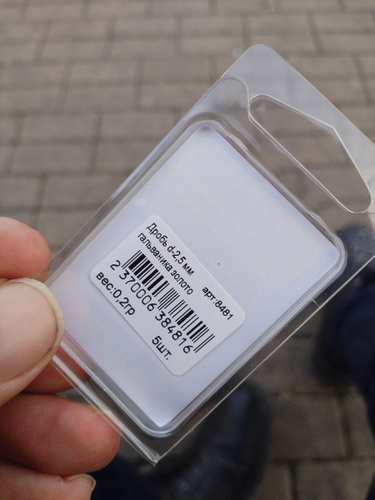 Дробь d-2,5 мм
гальваника золото арт.8481
2 370006 384816
вес:0,2гр 5шт.